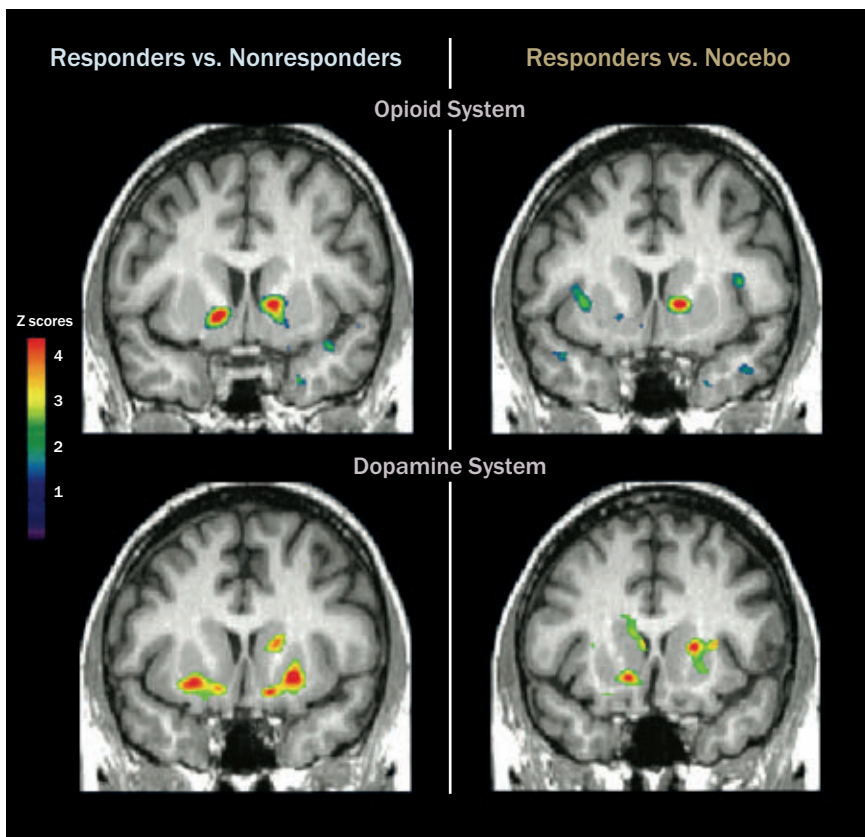 Responders vs. Nonresponders
Responders vs. Nocebo
Opioid System
Z scores
4
3
2
1
Dopamine System